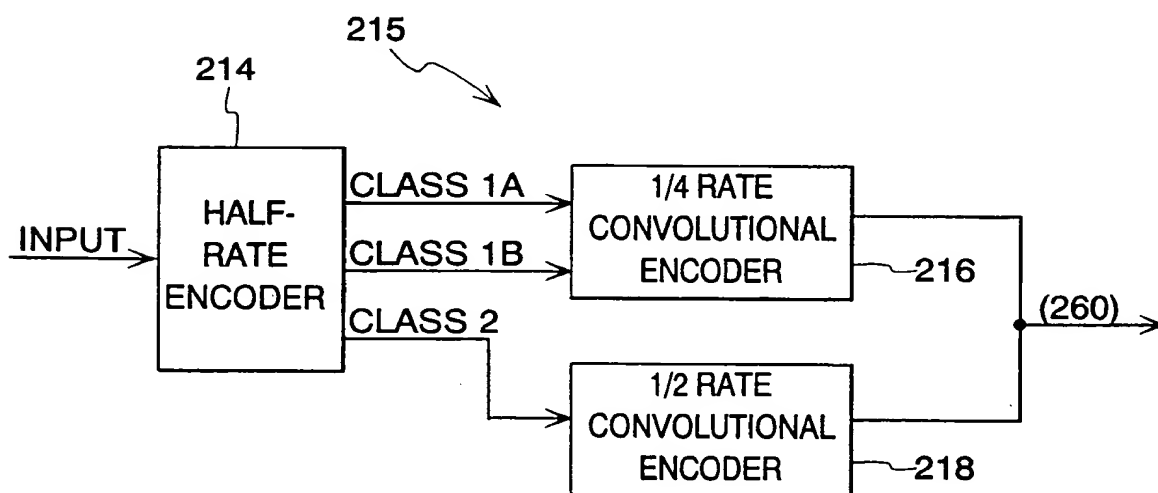 215
214
INPUT
HALF-
RATE
ENCODER
CLASS 1A
CLASS 1B
CLASS 2
1/4 RATE
CONVOLUTIONAL
ENCODER
216
(260)
1/2 RATE
CONVOLUTIONAL
ENCODER
218